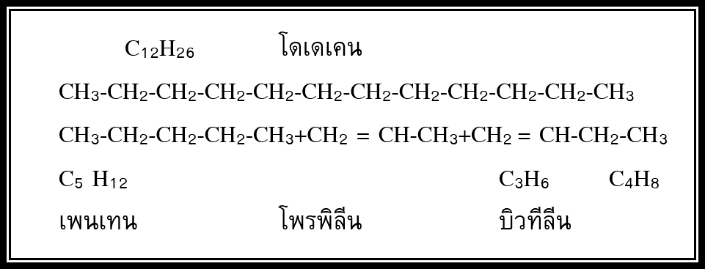 C₁₂H₂₆ โดเดเคน
CH₃-CH₂-CH₂-CH₂-CH₂-CH₂-CH₂-CH₂-CH₂-CH₂-CH₂-CH₃
CH₃-CH₂-CH₂-CH₂-CH₃+CH₂ = CH-CH₃+CH₂ = CH-CH₂-CH₃
C₅ H₁₂ C₃H₆ C₄H₈
เพนเทน โพรพิลีน บิวทีลีน